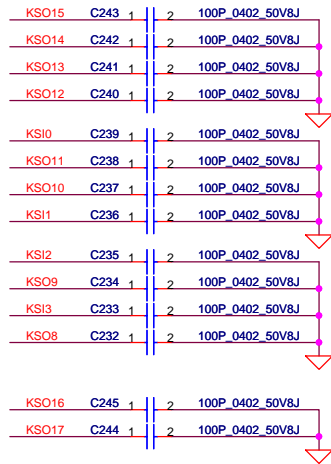 KSO15 C243 1 2 100P_0402_50V8J
KSO14 C242 1 2 100P_0402_50V8J
KSO13 C241 1 2 100P_0402_50V8J
KSO12 C240 1 2 100P_0402_50V8J
KSI0 C239 1 2 100P_0402_50V8J
KSO11 C238 1 2 100P_0402_50V8J
KSO10 C237 1 2 100P_0402_50V8J
KSI1 C236 1 2 100P_0402_50V8J
KSI2 C235 1 2 100P_0402_50V8J
KSO9 C234 1 2 100P_0402_50V8J
KSI3 C233 1 2 100P_0402_50V8J
KSO8 C232 1 2 100P_0402_50V8J
KSO16 C245 1 2 100P_0402_50V8J
KSO17 C244 1 2 100P_0402_50V8J